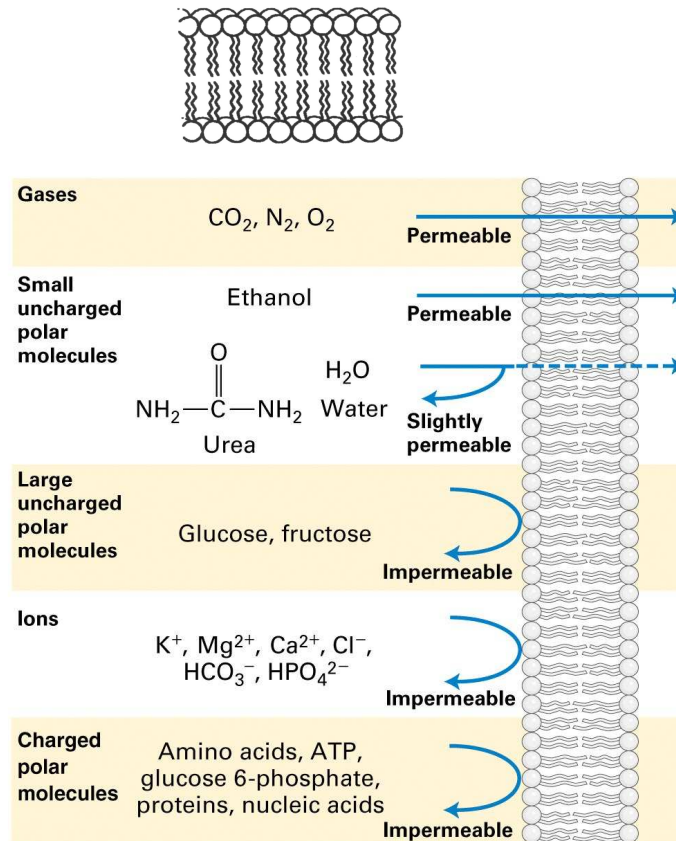 Gases
CO₂, N₂, O₂
Permeable
Small
uncharged
polar
molecules
Ethanol
Permeable
O
NH₂—C—NH₂
Urea
H₂O
Water
Slightly
permeable
Large
uncharged
polar
molecules
Glucose, fructose
Impermeable
Ions
K⁺, Mg²⁺, Ca²⁺, Cl⁻,
HCO₃⁻, HPO₄²⁻
Impermeable
Charged
polar
molecules
Amino acids, ATP,
glucose 6-phosphate,
proteins, nucleic acids
Impermeable